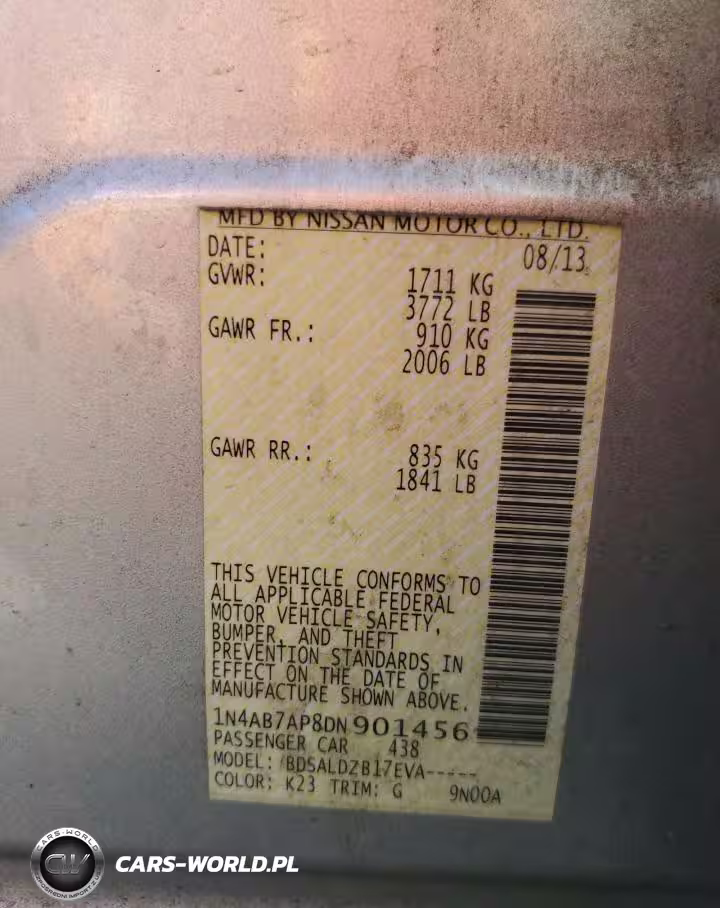 MFD BY NISSAN MOTOR CO., LTD.
DATE: 08/13
GVWR: 1711 KG
3772 LB
GAWR FR.: 910 KG
2006 LB
GAWR RR.: 835 KG
1841 LB
THIS VEHICLE CONFORMS TO
ALL APPLICABLE FEDERAL
MOTOR VEHICLE SAFETY,
BUMPER, AND THEFT
PREVENTION STANDARDS IN
EFFECT ON THE DATE OF
MANUFACTURE SHOWN ABOVE.
1N4AB7AP8DN901456
PASSENGER CAR 438
MODEL: BDSALDZB17EVA-----
COLOR: K23 TRIM: G 9N00A
CARS-WORLD
CARS-WORLD.PL